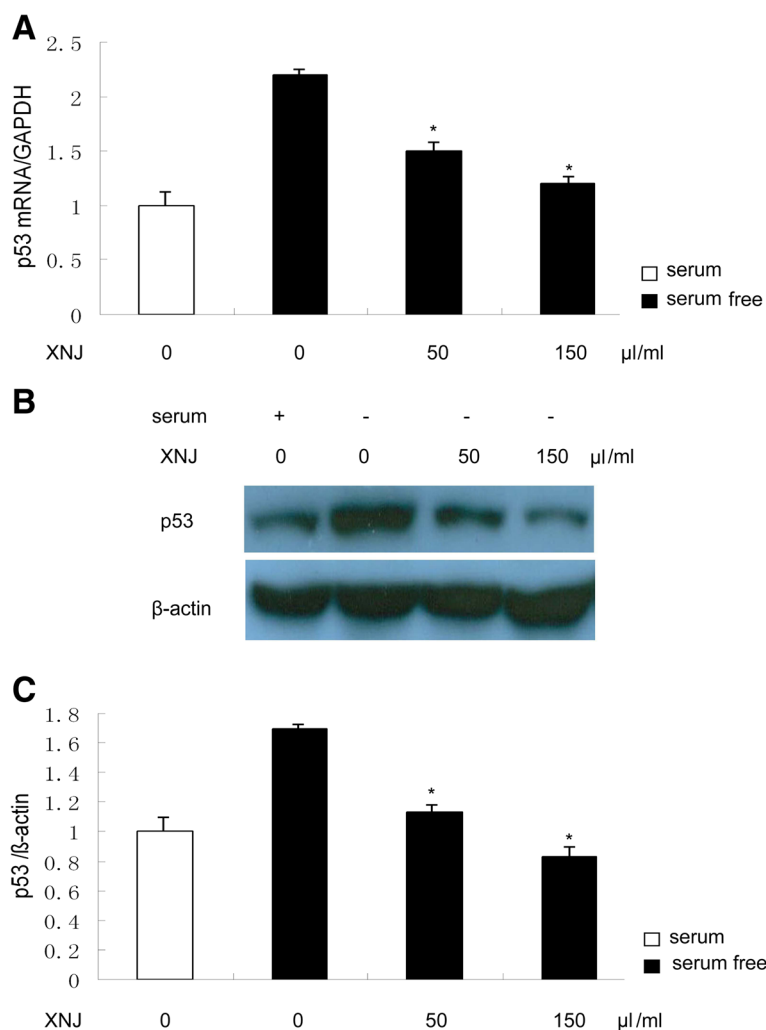 A
2.5
2
1.5
1
0.5
0
p53 mRNA/GAPDH
*
*
serum
serum free
XNJ 0 0 50 150 µl/ml
B
serum + - - -
XNJ 0 0 50 150 µl/ml
p53
β-actin
C
1.8
1.6
1.4
1.2
1
0.8
0.6
0.4
0.2
0
p53 /ß-actin
*
*
serum
serum free
XNJ 0 0 50 150 µl/ml